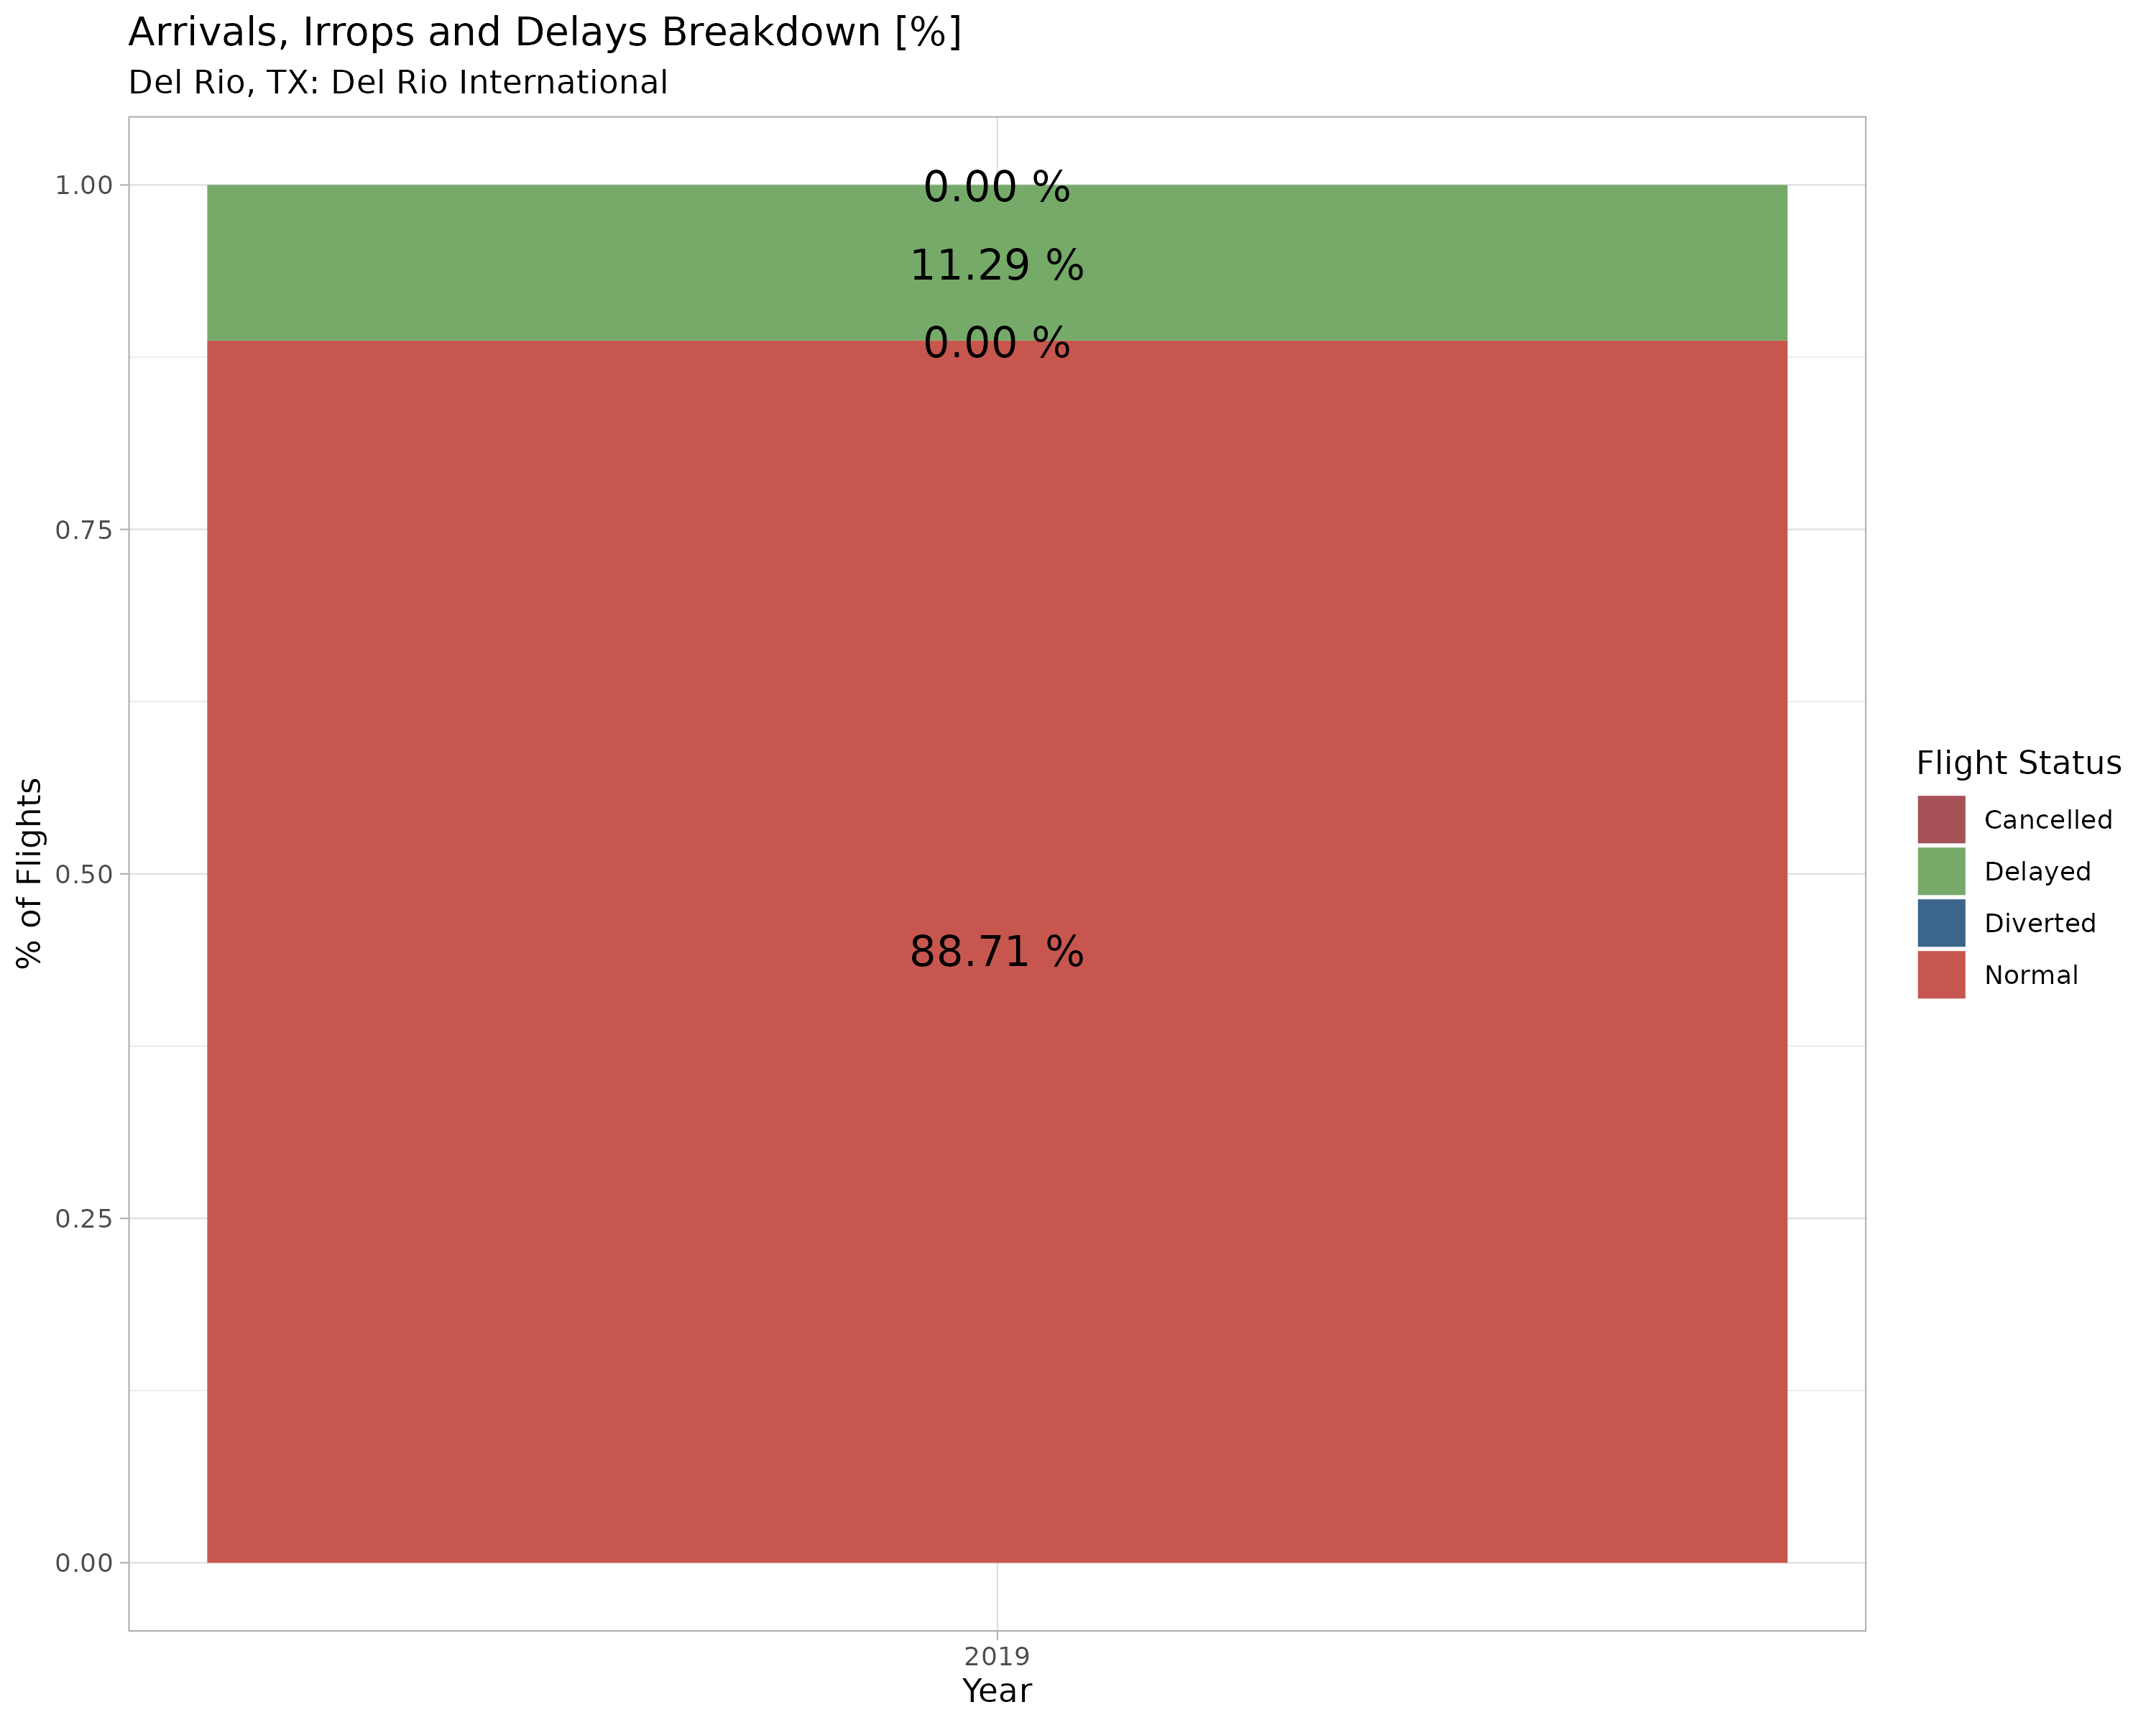 Arrivals, Irrops and Delays Breakdown [%]
Del Rio, TX: Del Rio International
% of Flights
1.00
0.75
0.50
0.25
0.00
0.00 %
11.29 %
0.00 %
88.71 %
2019
Year
Flight Status
Cancelled
Delayed
Diverted
Normal